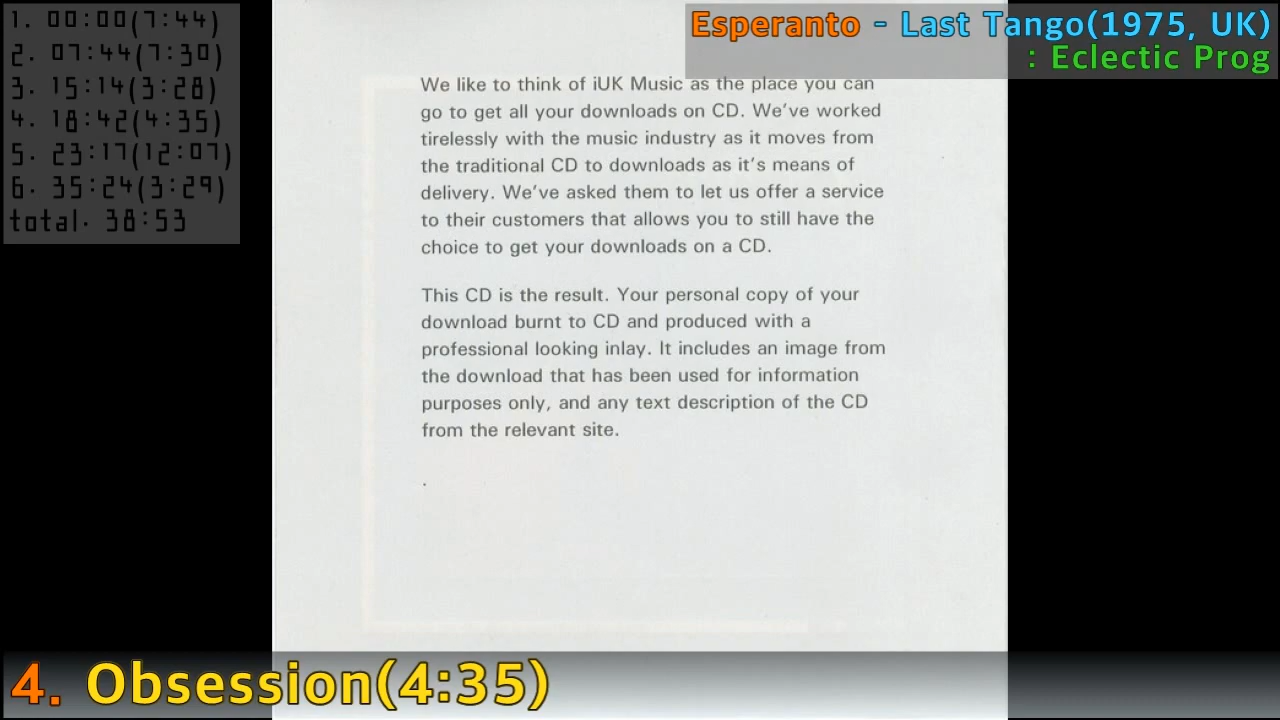 1. 00:00(7:44)
2. 07:44(7:30)
3. 15:14(3:28)
4. 18:42(4:35)
5. 23:17(12:07)
6. 35:24(3:29)
total. 38:53
Esperanto - Last Tango(1975, UK)
: Eclectic Prog
We like to think of iUK Music as the place you can
go to get all your downloads on CD. We've worked
tirelessly with the music industry as it moves from
the traditional CD to downloads as it's means of
delivery. We've asked them to let us offer a service
to their customers that allows you to still have the
choice to get your downloads on a CD.
This CD is the result. Your personal copy of your
download burnt to CD and produced with a
professional looking inlay. It includes an image from
the download that has been used for information
purposes only, and any text description of the CD
from the relevant site.
4. Obsession(4:35)